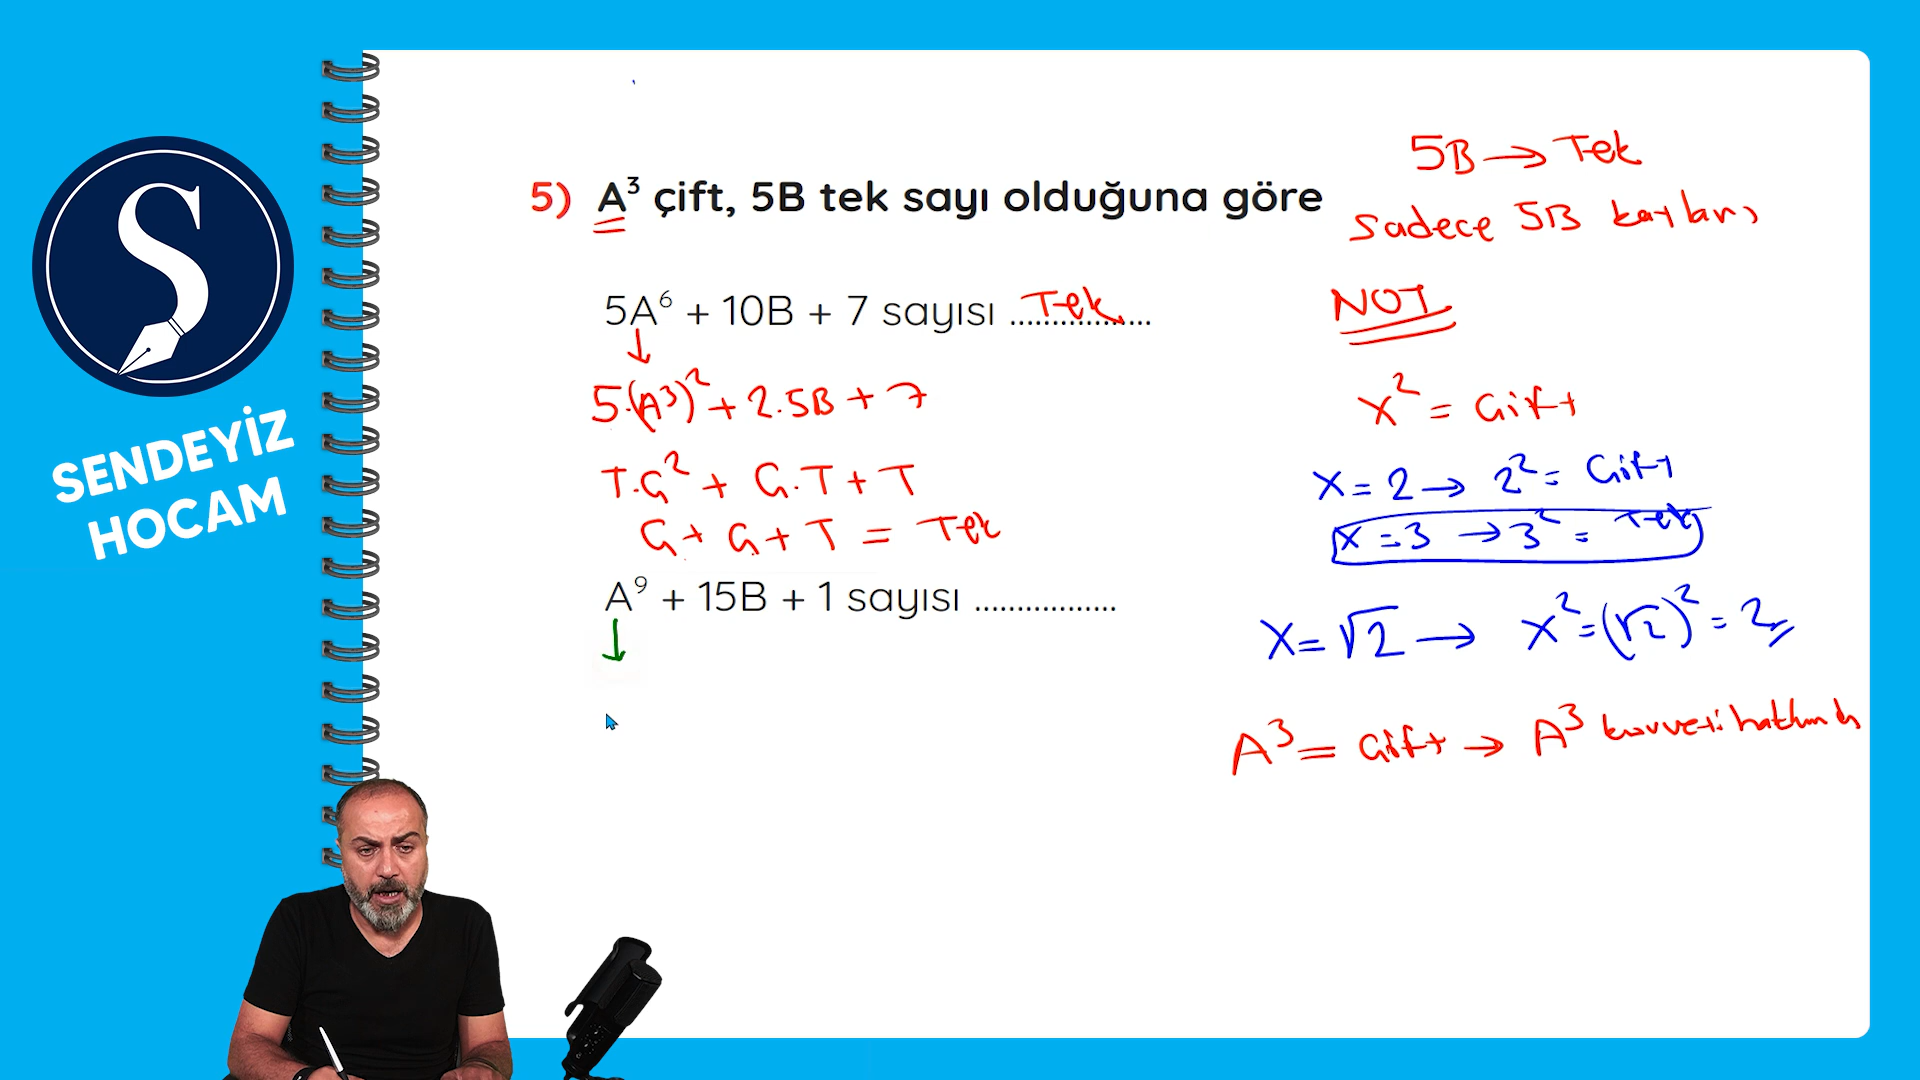 S
SENDEYİZ
HOCAM
5) A³ çift, 5B tek sayı olduğuna göre
5A⁶ + 10B + 7 sayısı ................. Tek
5.(A³)² + 2.5B + 7
T.Ç² + Ç.T + T
Ç + Ç + T = Tek
A⁹ + 15B + 1 sayısı .................
5B → Tek
Sadece 5B katları
NOT
x² = Çift
x = 2 → 2² = Çift
x = 3 → 3² = Tek
x = √2 → x² = (√2)² = 2
A³ = Çift → A³ kuvveti hakkında